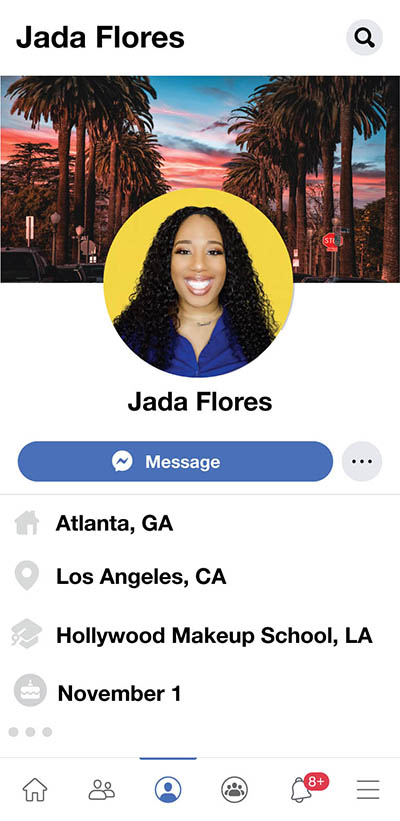 Jada Flores
STOP
Jada Flores
Message
Atlanta, GA
Los Angeles, CA
Hollywood Makeup School, LA
November 1
8+